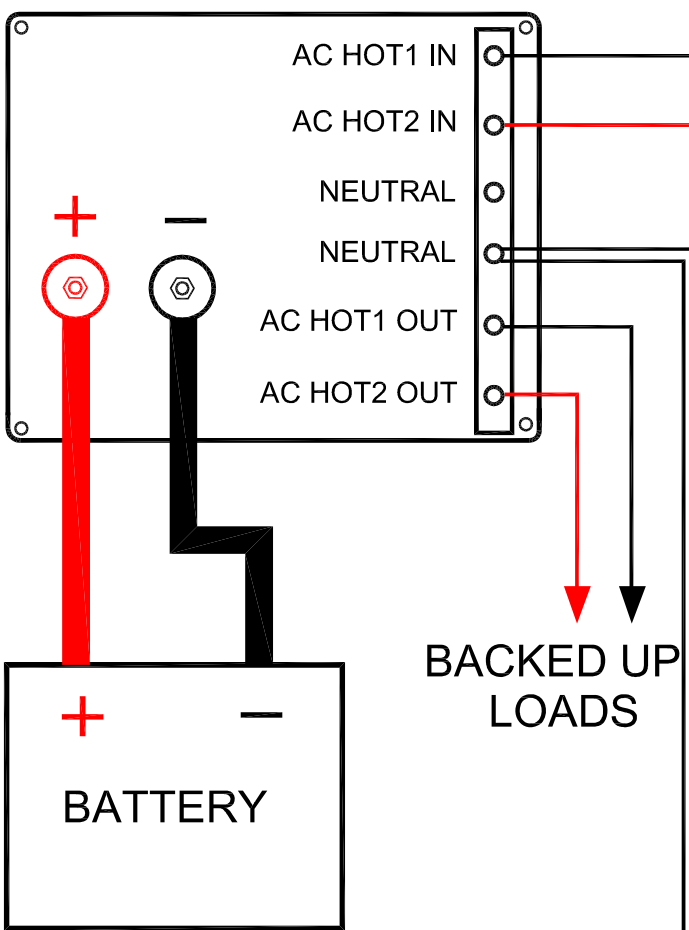 AC HOT1 IN
AC HOT2 IN
NEUTRAL
+ −
NEUTRAL
AC HOT1 OUT
AC HOT2 OUT
BACKED UP
LOADS
+ −
BATTERY